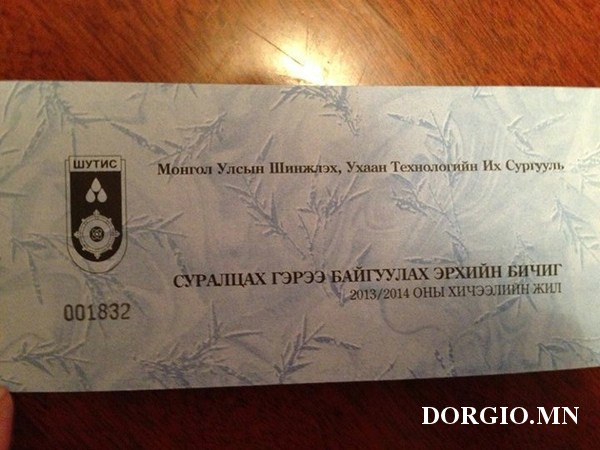 ШУТИС
Монгол Улсын Шинжлэх, Ухаан Технологийн Их Сургууль
СУРАЛЦАХ ГЭРЭЭ БАЙГУУЛАХ ЭРХИЙН БИЧИГ
2013/2014 ОНЫ ХИЧЭЭЛИЙН ЖИЛ
001832
DORGIO.MN